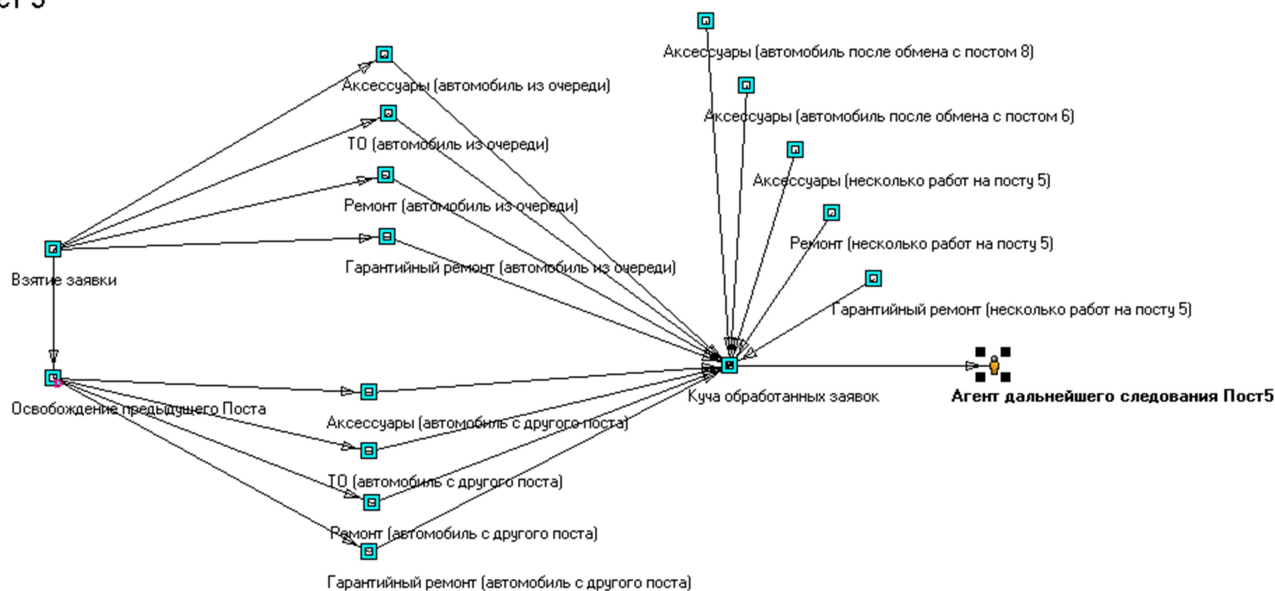 Аксессуары (автомобиль после обмена с постом 8)
Аксессуары (автомобиль из очереди)
Аксессуары (автомобиль после обмена с постом 6)
ТО (автомобиль из очереди)
Аксессуары (несколько работ на посту 5)
Ремонт (автомобиль из очереди)
Ремонт (несколько работ на посту 5)
Гарантийный ремонт (автомобиль из очереди)
Взятие заявки
Гарантийный ремонт (несколько работ на посту 5)
Куча обработанных заявок
Агент дальнейшего следования Пост5
Освобождение предыдущего Поста
Аксессуары (автомобиль с другого поста)
ТО (автомобиль с другого поста)
Ремонт (автомобиль с другого поста)
Гарантийный ремонт (автомобиль с другого поста)